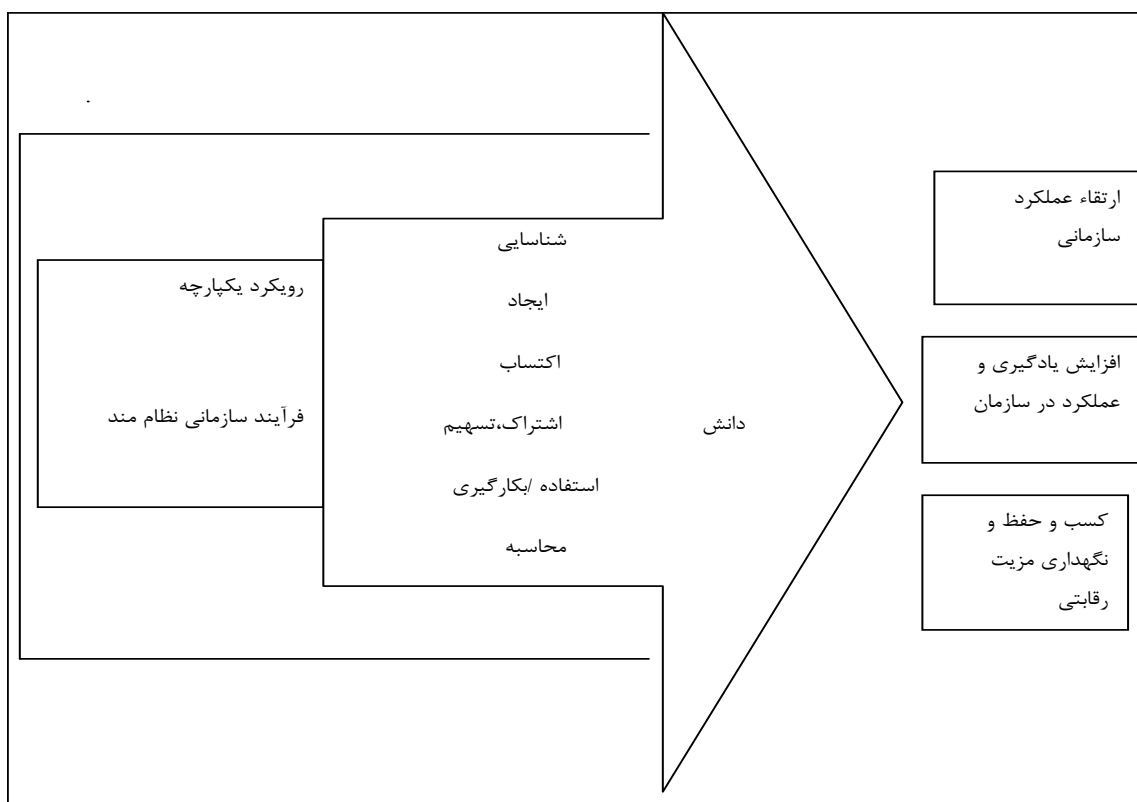 رویکرد یکپارچه
فرآیند سازمانی نظام مند
شناسایی
ایجاد
اکتساب
اشتراک،تسهیم
استفاده /بکارگیری
محاسبه
دانش
ارتقاء عملکرد
سازمانی
افزایش یادگیری و
عملکرد در سازمان
کسب و حفظ و
نگهداری مزیت
رقابتی